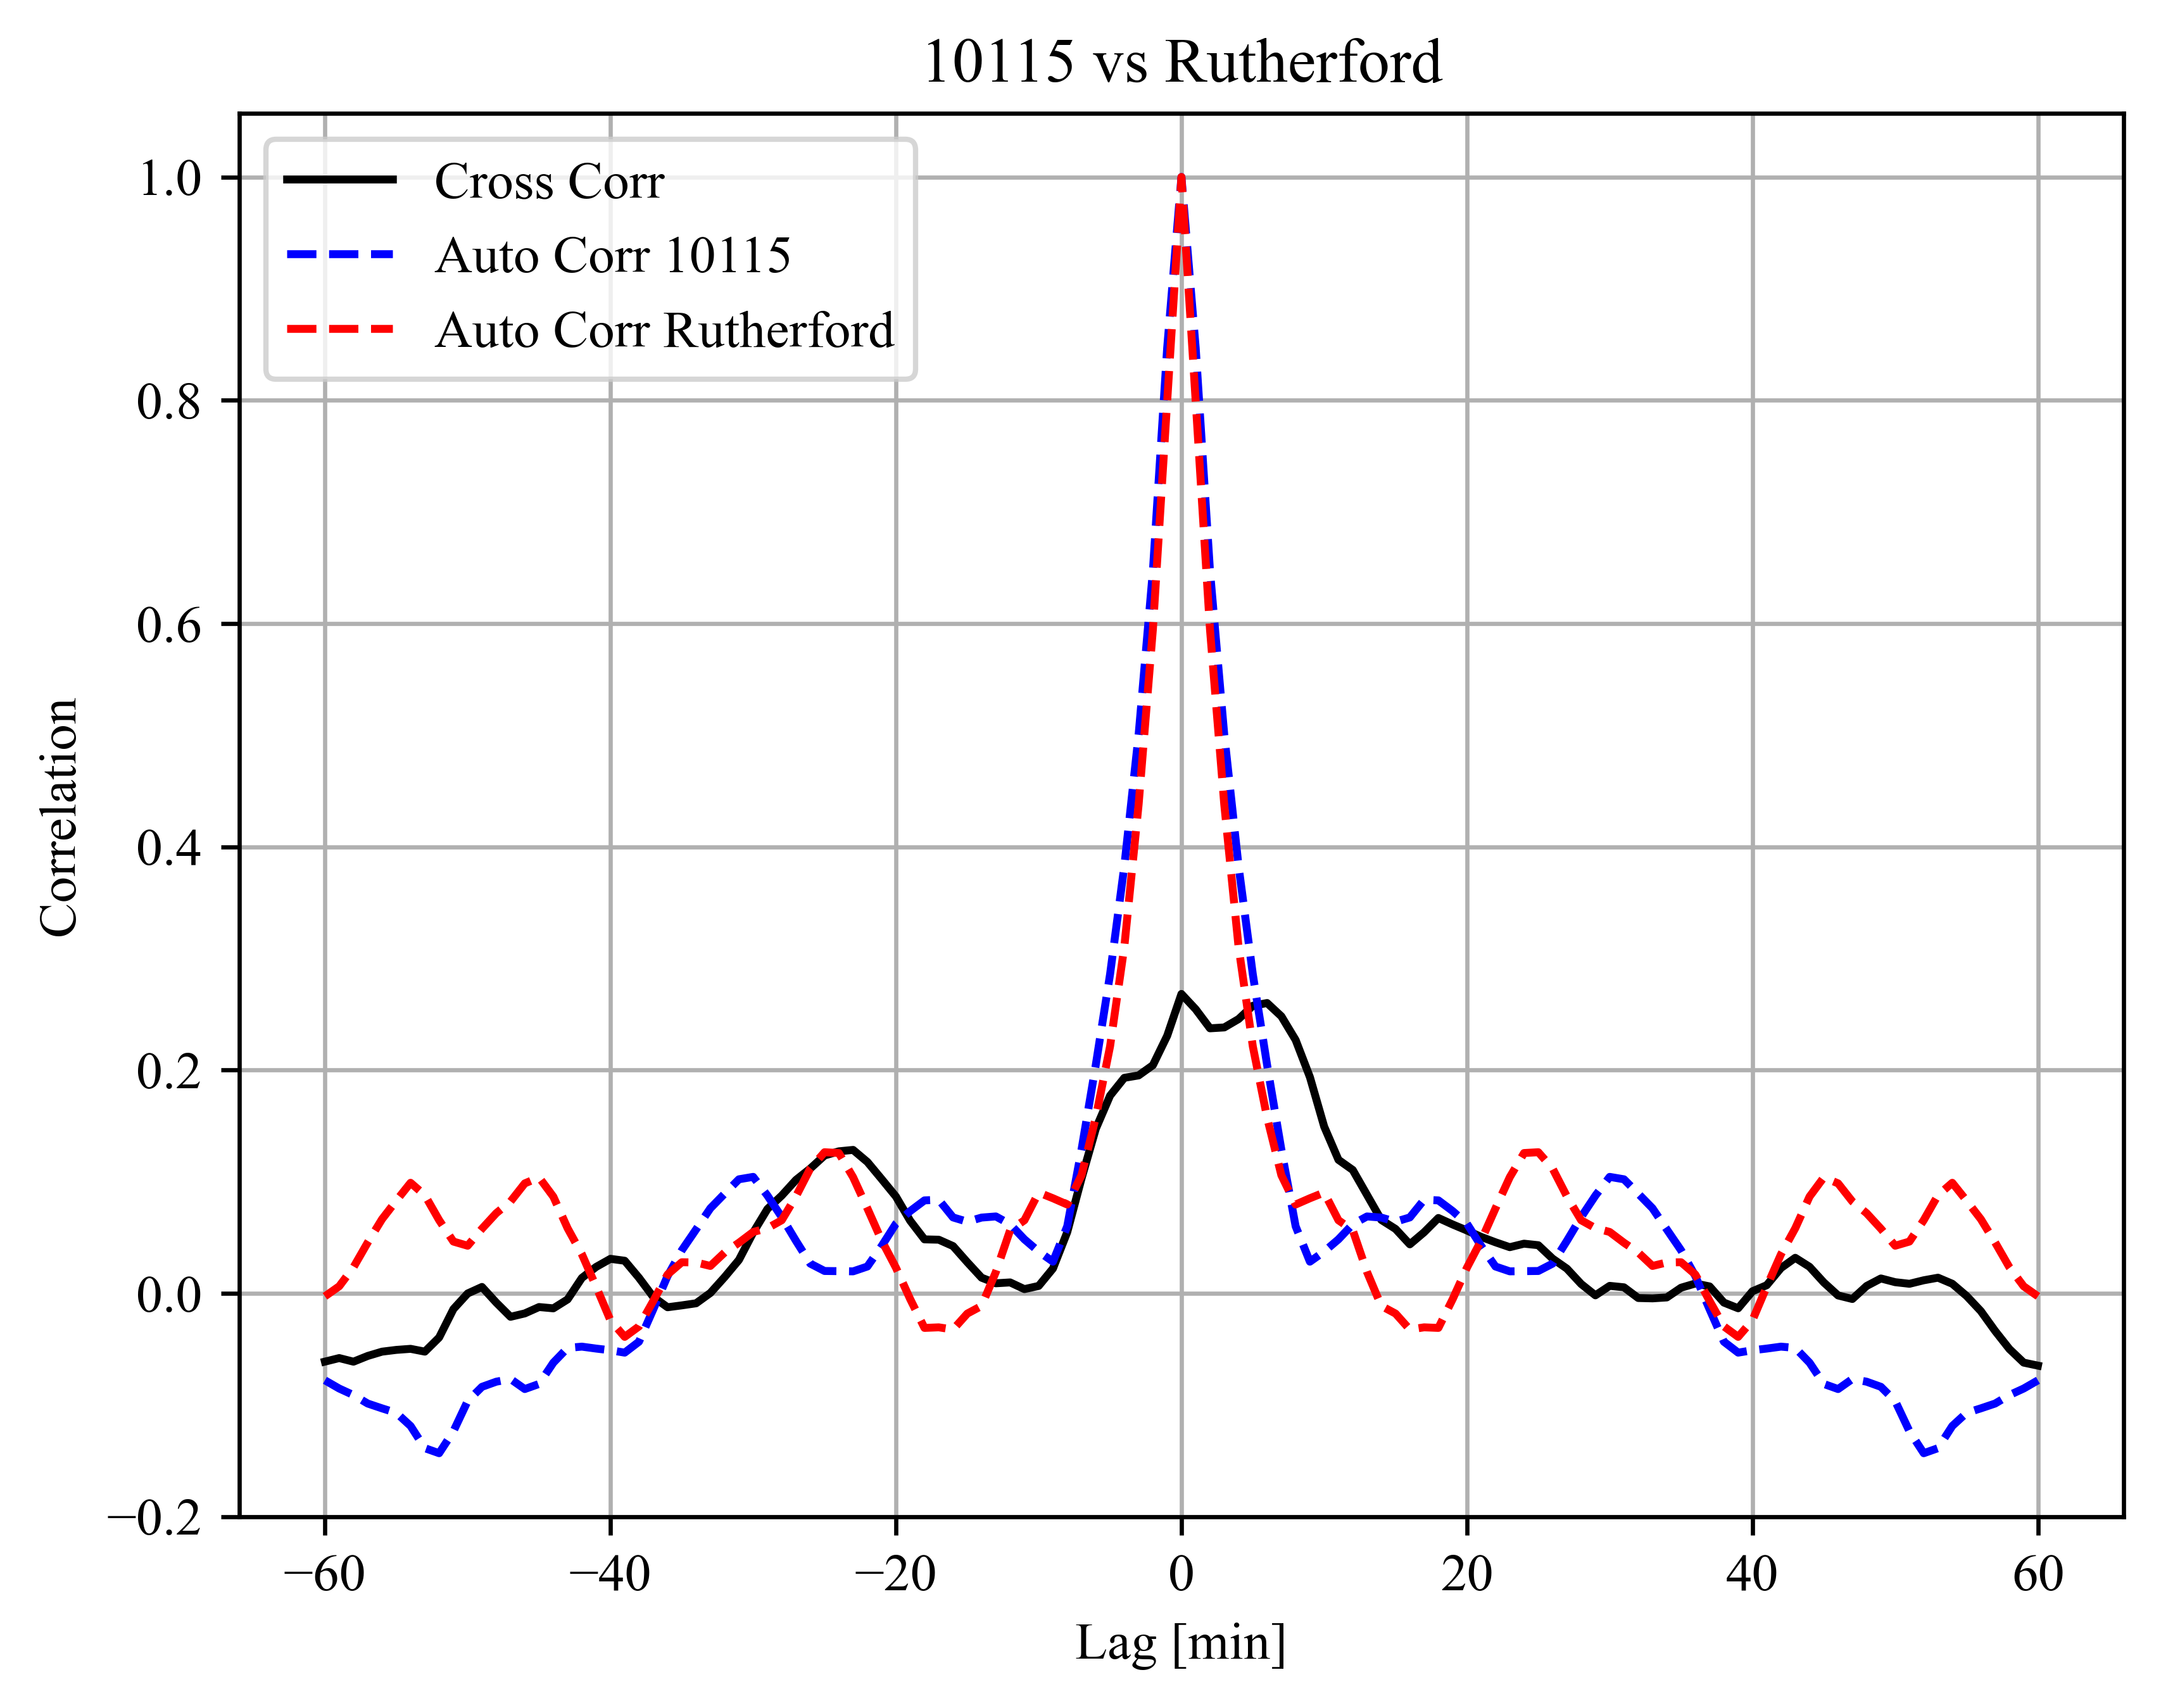 10115 vs Rutherford
Cross Corr
Auto Corr 10115
Auto Corr Rutherford
1.0
0.8
0.6
0.4
0.2
0.0
−0.2
Correlation
−60 −40 −20 0 20 40 60
Lag [min]